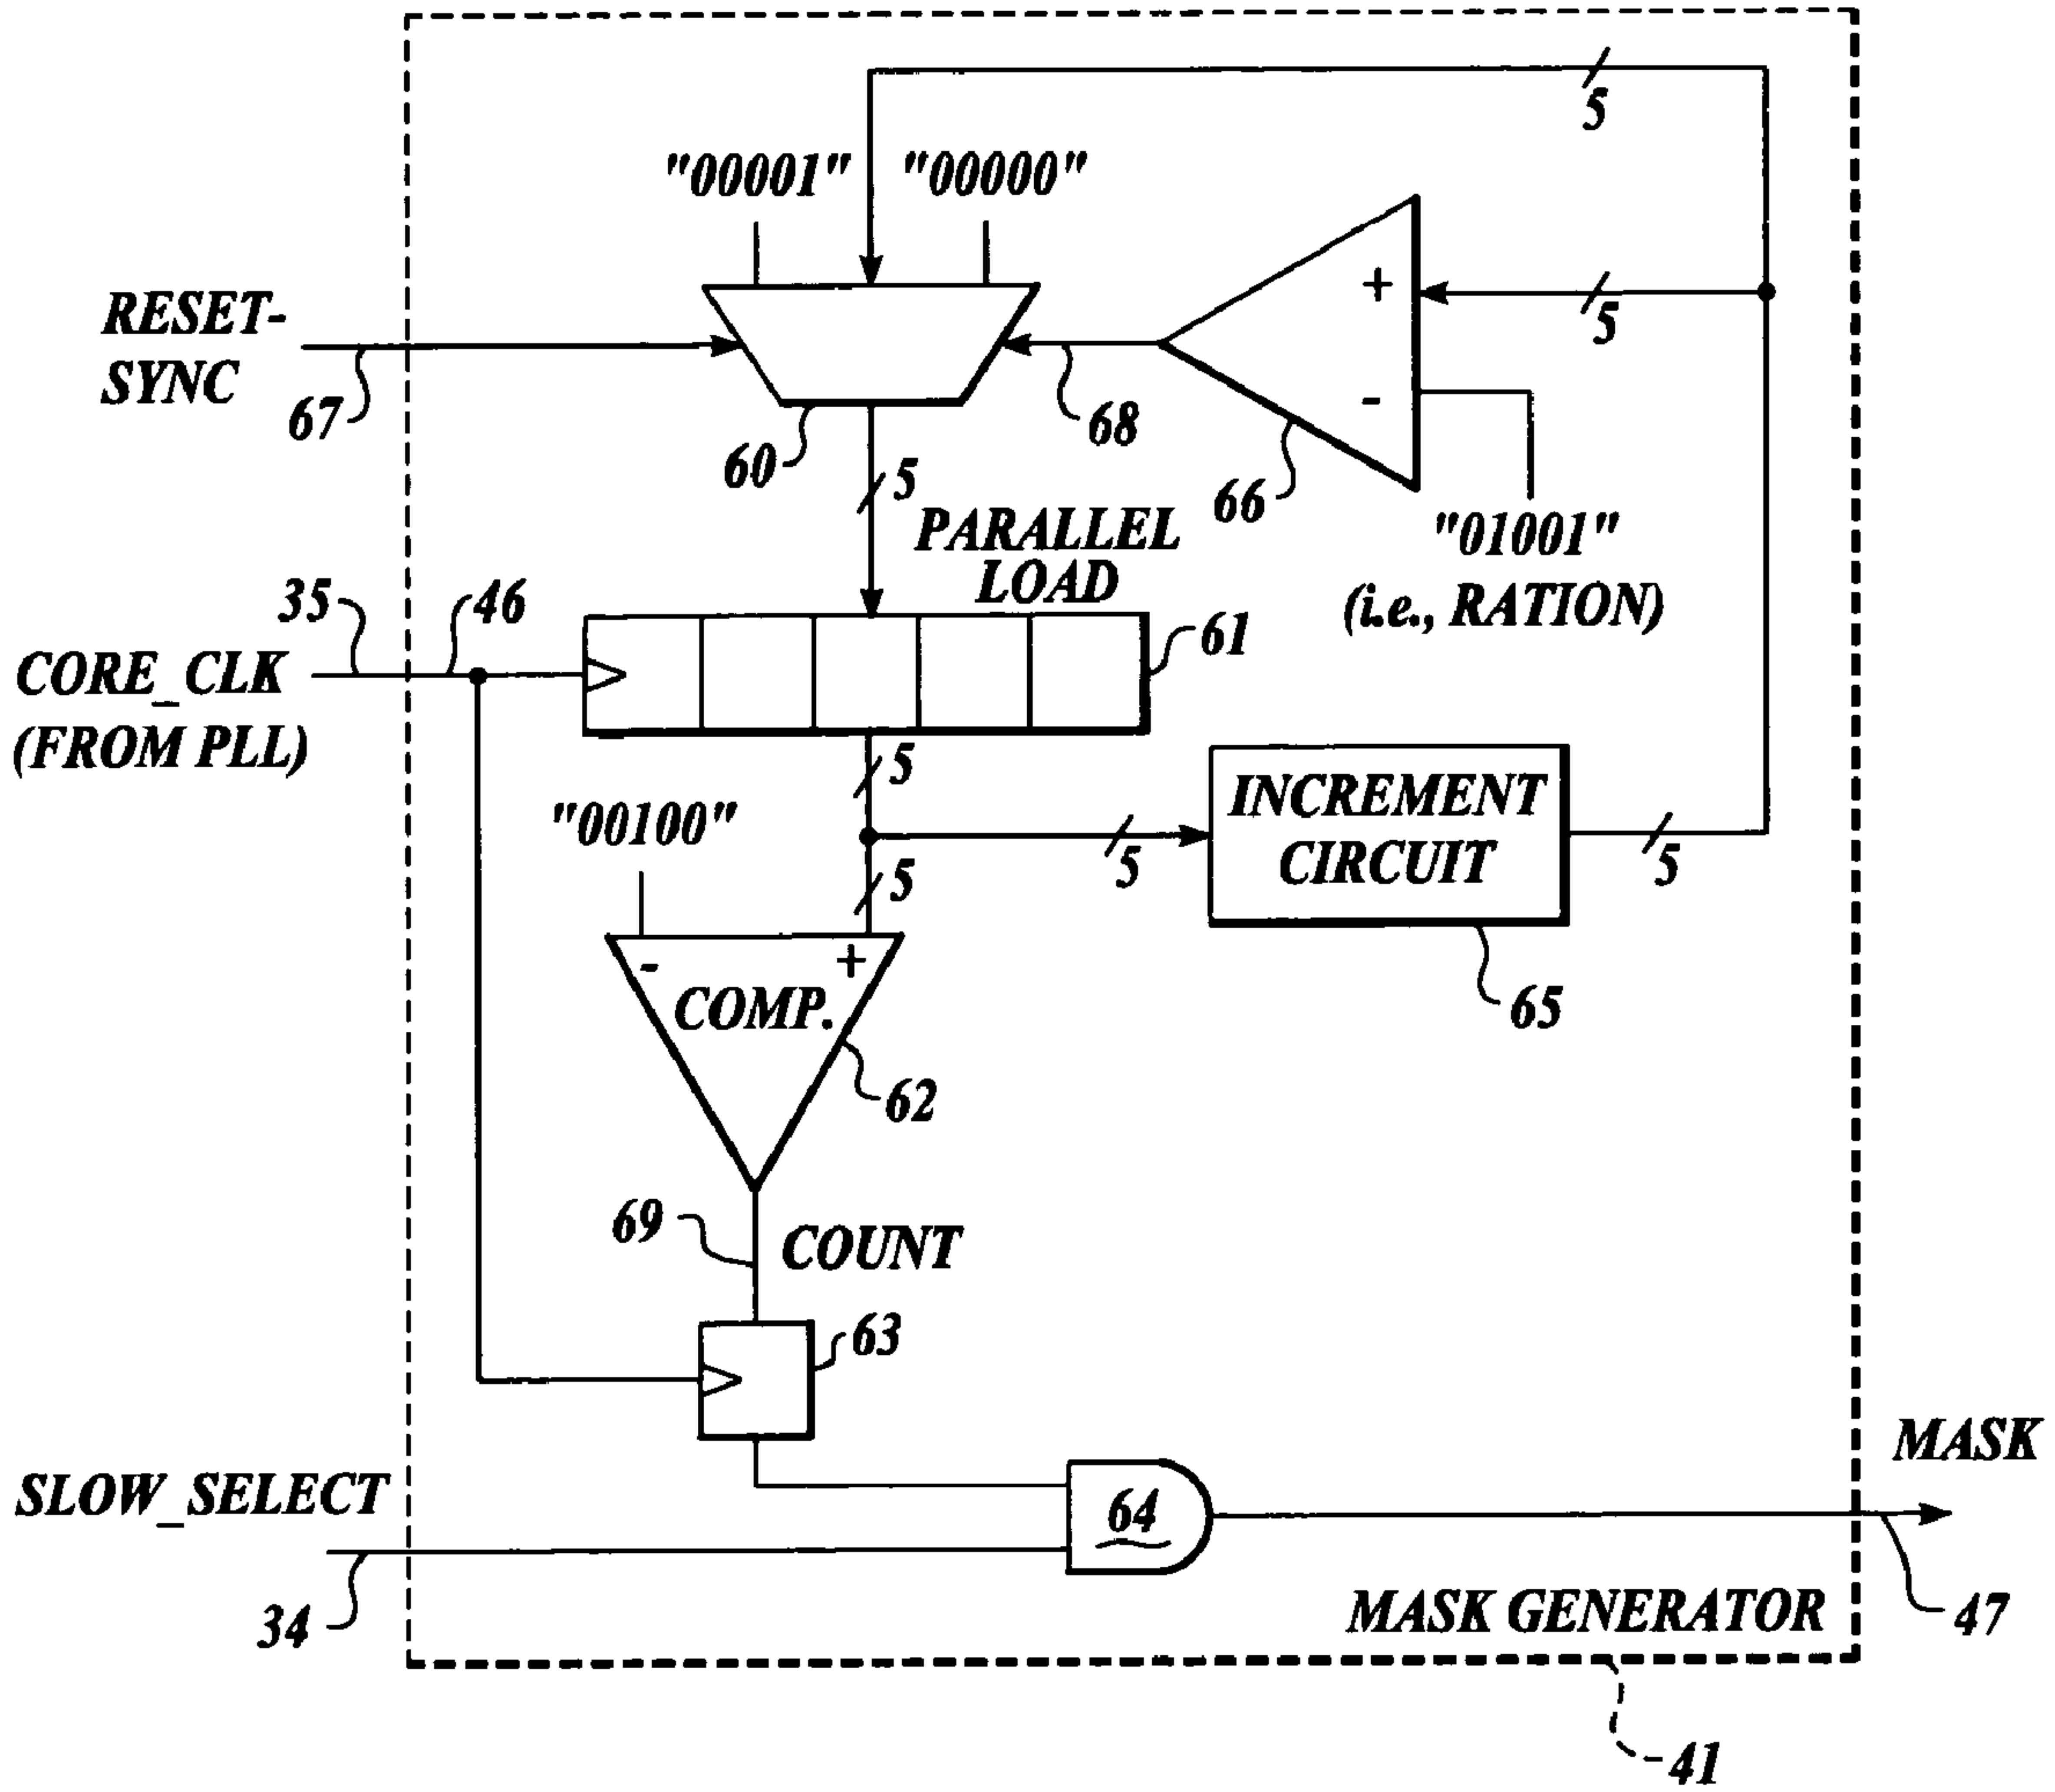 5
"00001"
"00000"
+
5
RESET-
SYNC
67
60
5
68
-
66
"01001"
(i.e., RATION)
PARALLEL
LOAD
35
46
61
CORE_CLK
(FROM PLL)
5
"00100"
5
5
INCREMENT
CIRCUIT
5
65
-
+
COMP.
62
69
COUNT
63
SLOW_SELECT
34
64
MASK
47
MASK GENERATOR
41